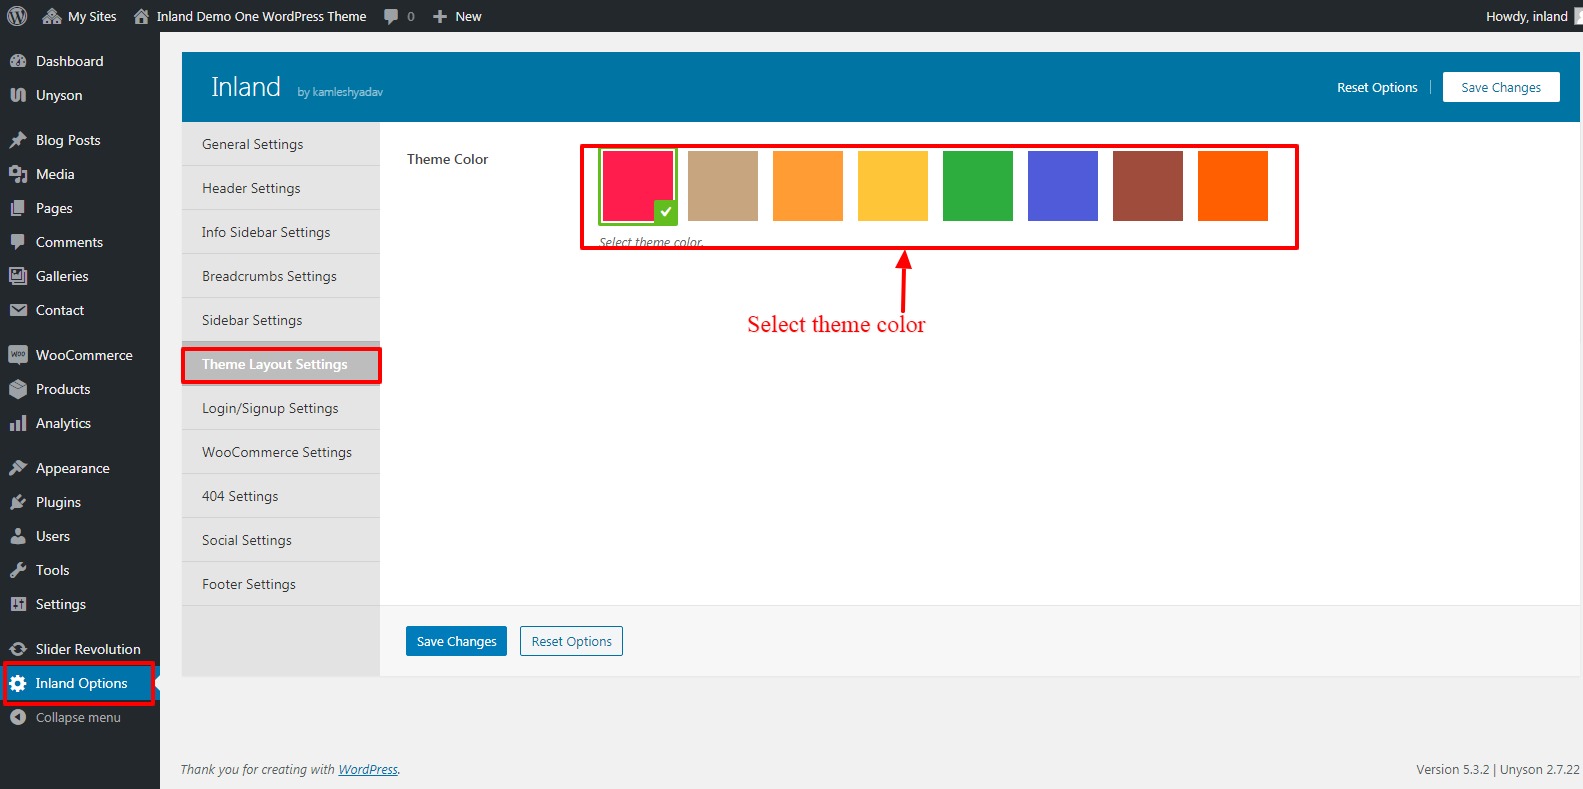 My Sites
Inland Demo One WordPress Theme
0
New
Howdy, inland
Dashboard
Unyson
Blog Posts
Media
Pages
Comments
Galleries
Contact
WOO
WooCommerce
Products
Analytics
Appearance
Plugins
Users
Tools
Settings
Slider Revolution
Inland Options
Collapse menu
Inland by kamleshyadav
Reset Options
Save Changes
General Settings
Header Settings
Info Sidebar Settings
Breadcrumbs Settings
Sidebar Settings
Theme Layout Settings
Login/Signup Settings
WooCommerce Settings
404 Settings
Social Settings
Footer Settings
Theme Color
Select theme color.
Select theme color
Save Changes
Reset Options
Thank you for creating with WordPress.
Version 5.3.2 | Unyson 2.7.22